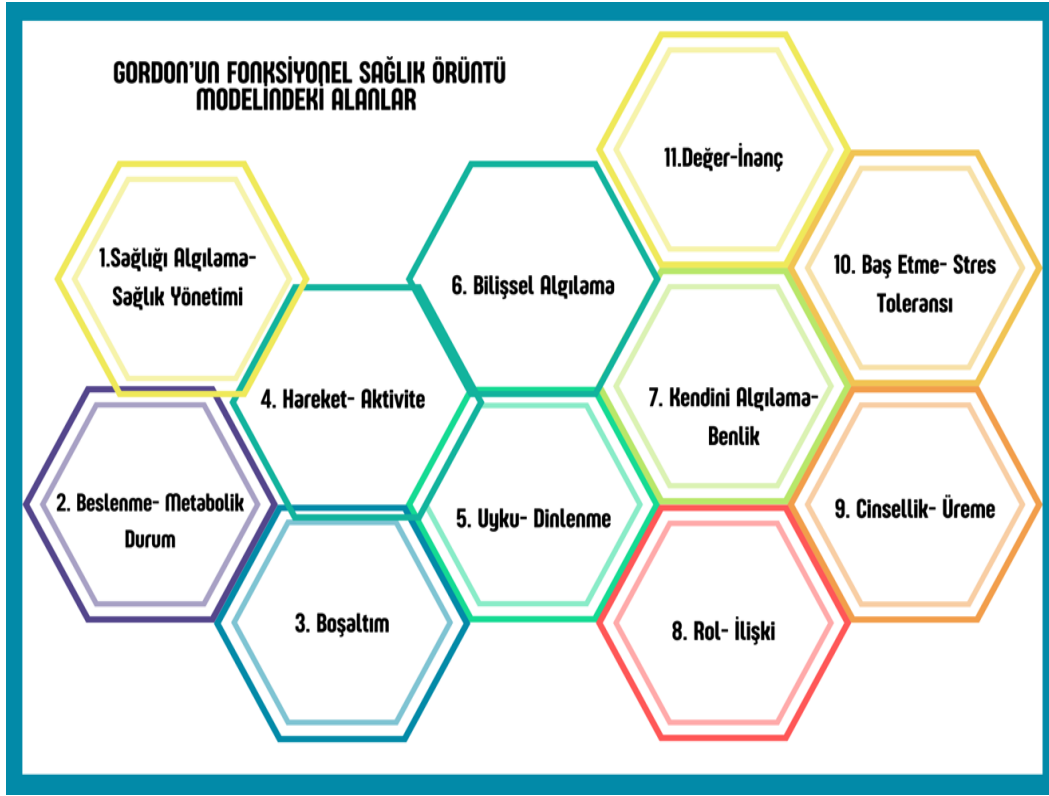 GORDON'UN FONKSİYONEL SAĞLIK ÖRÜNTÜ
MODELİNDEKİ ALANLAR
1.Sağlığı Algılama-
Sağlık Yönetimi
2. Beslenme- Metabolik
Durum
3. Boşaltım
4. Hareket- Aktivite
5. Uyku- Dinlenme
6. Bilişsel Algılama
7. Kendini Algılama-
Benlik
8. Rol- İlişki
9. Cinsellik- Üreme
10. Baş Etme- Stres
Toleransı
11.Değer-İnanç